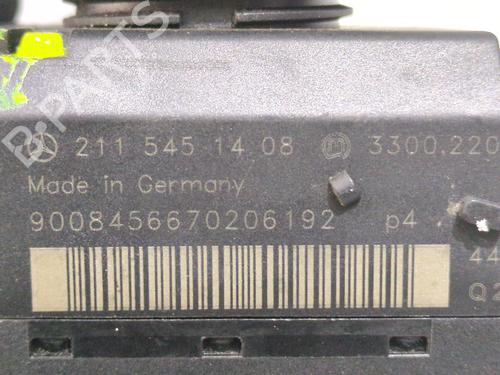 B-PARTS
211 545 14 08 3300.220
Made in Germany
9008456670206192 p4
44
Q2